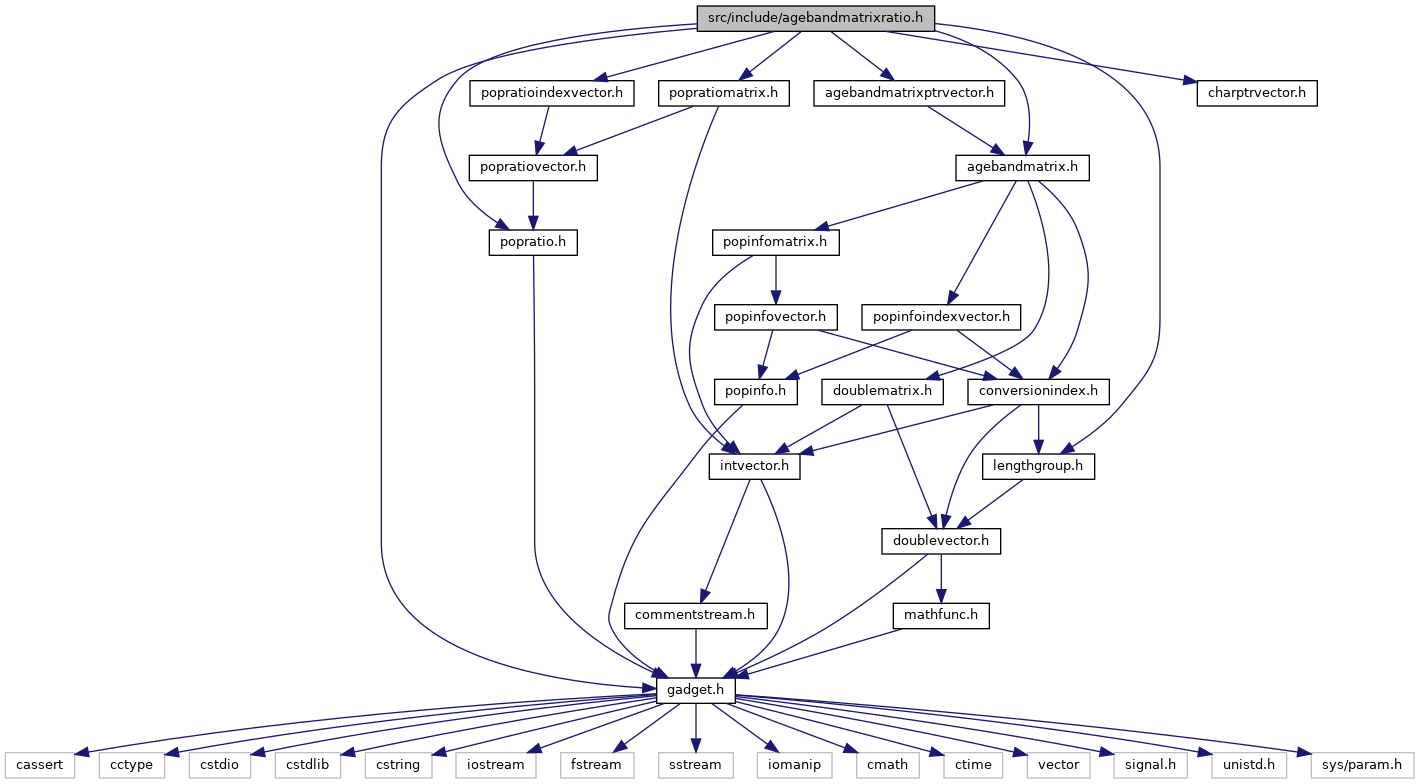 src/include/agebandmatrixratio.h
popratioindexvector.h
popratiomatrix.h
agebandmatrixptrvector.h
charptrvector.h
popratiovector.h
agebandmatrix.h
popratio.h
popinfomatrix.h
popinfovector.h
popinfoindexvector.h
popinfo.h
doublematrix.h
conversionindex.h
intvector.h
lengthgroup.h
doublevector.h
commentstream.h
mathfunc.h
gadget.h
cassert
cctype
cstdio
cstdlib
cstring
iostream
fstream
sstream
iomanip
cmath
ctime
vector
signal.h
unistd.h
sys/param.h